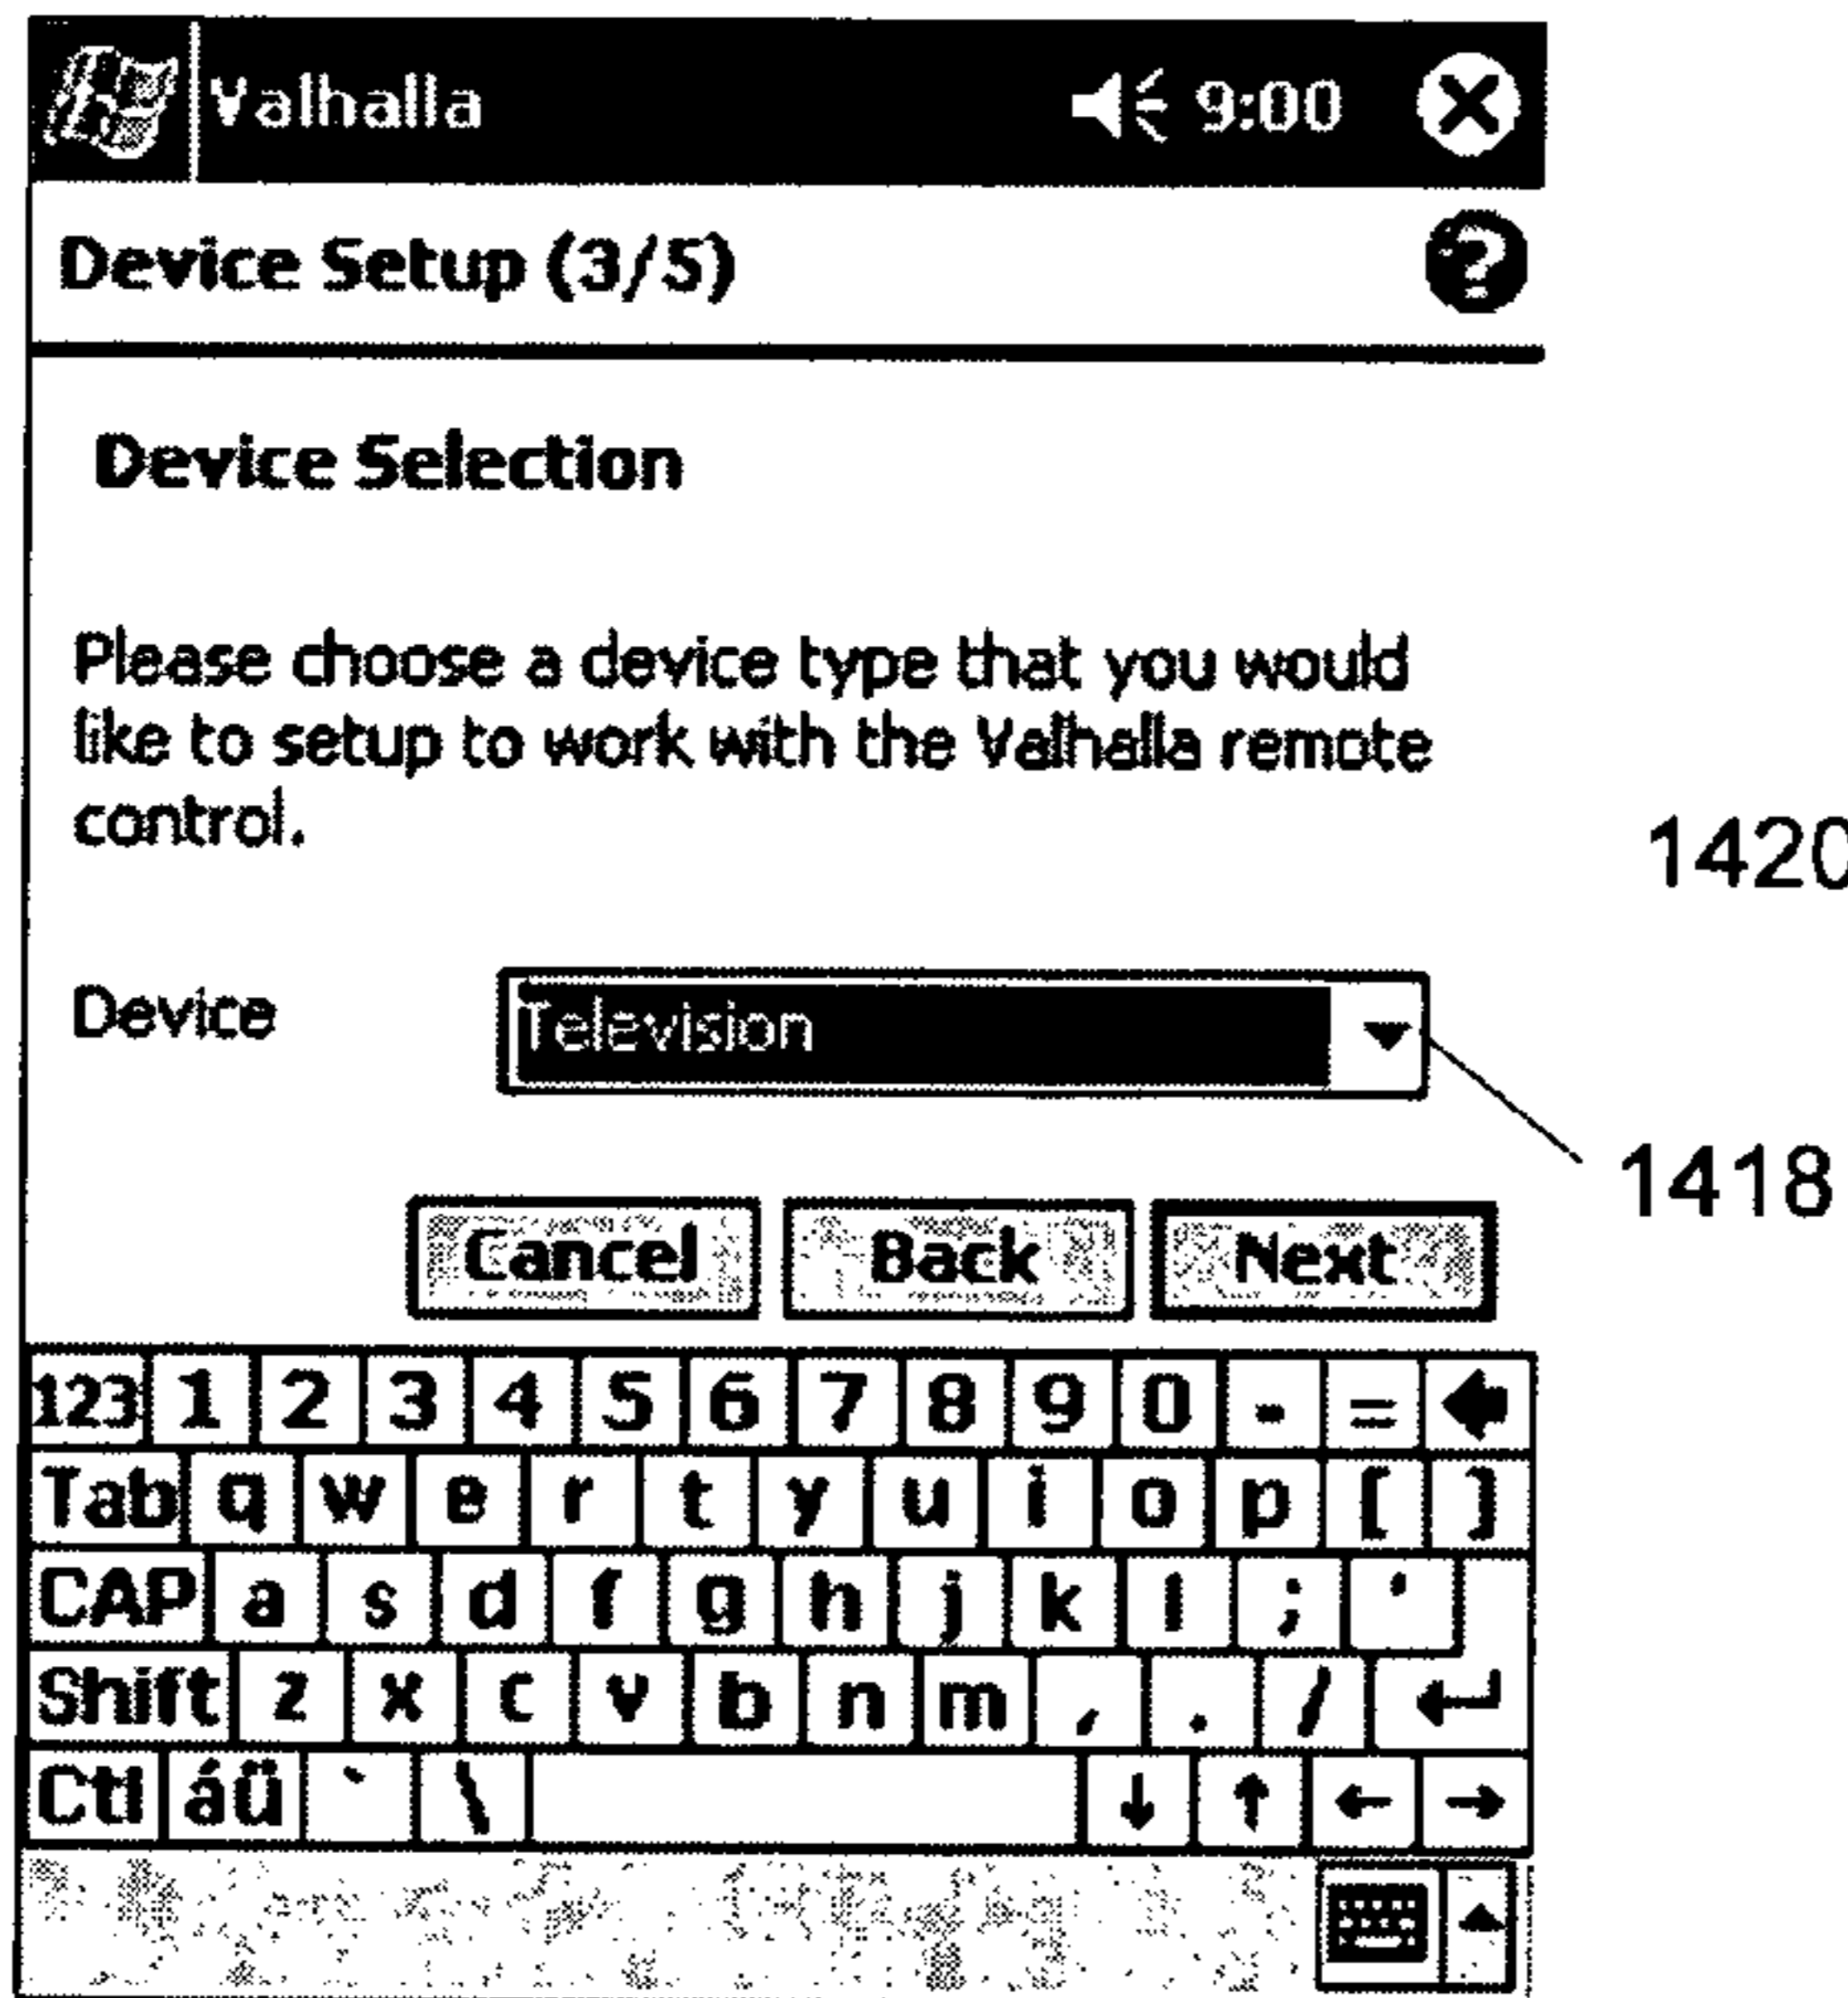 Valhalla 9:00
Device Setup (3/5) ?
Device Selection
Please choose a device type that you would
like to setup to work with the Valhalla remote
control.
1420
Device Television
1418
Cancel Back Next
123 1 2 3 4 5 6 7 8 9 0 - = 
Tab q w e r t y u i o p [ ]
CAP a s d f g h j k l ; '
Shift z x c v b n m , . /
Ctl áü ` \ ↓ ↑ ← →